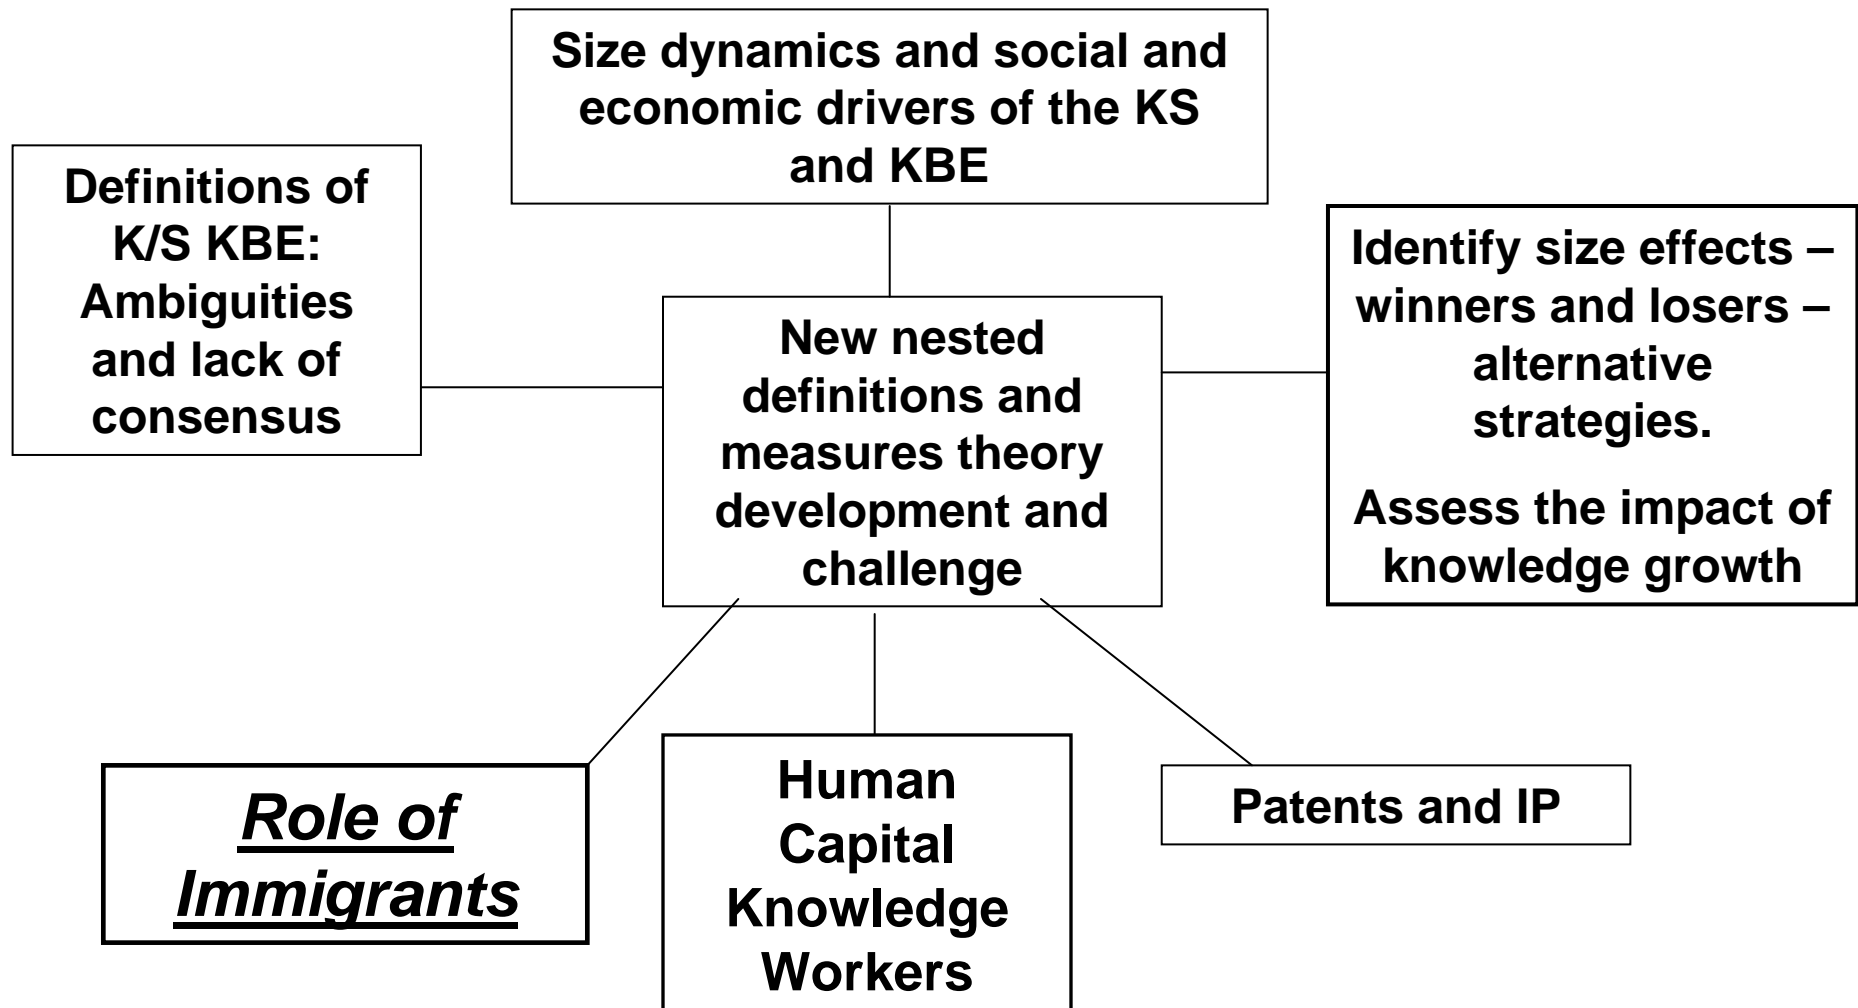 Size dynamics and social and
economic drivers of the KS
and KBE
Definitions of
K/S KBE:
Ambiguities
and lack of
consensus
New nested
definitions and
measures theory
development and
challenge
Identify size effects –
winners and losers –
alternative
strategies.
Assess the impact of
knowledge growth
Role of
Immigrants
Human
Capital
Knowledge
Workers
Patents and IP